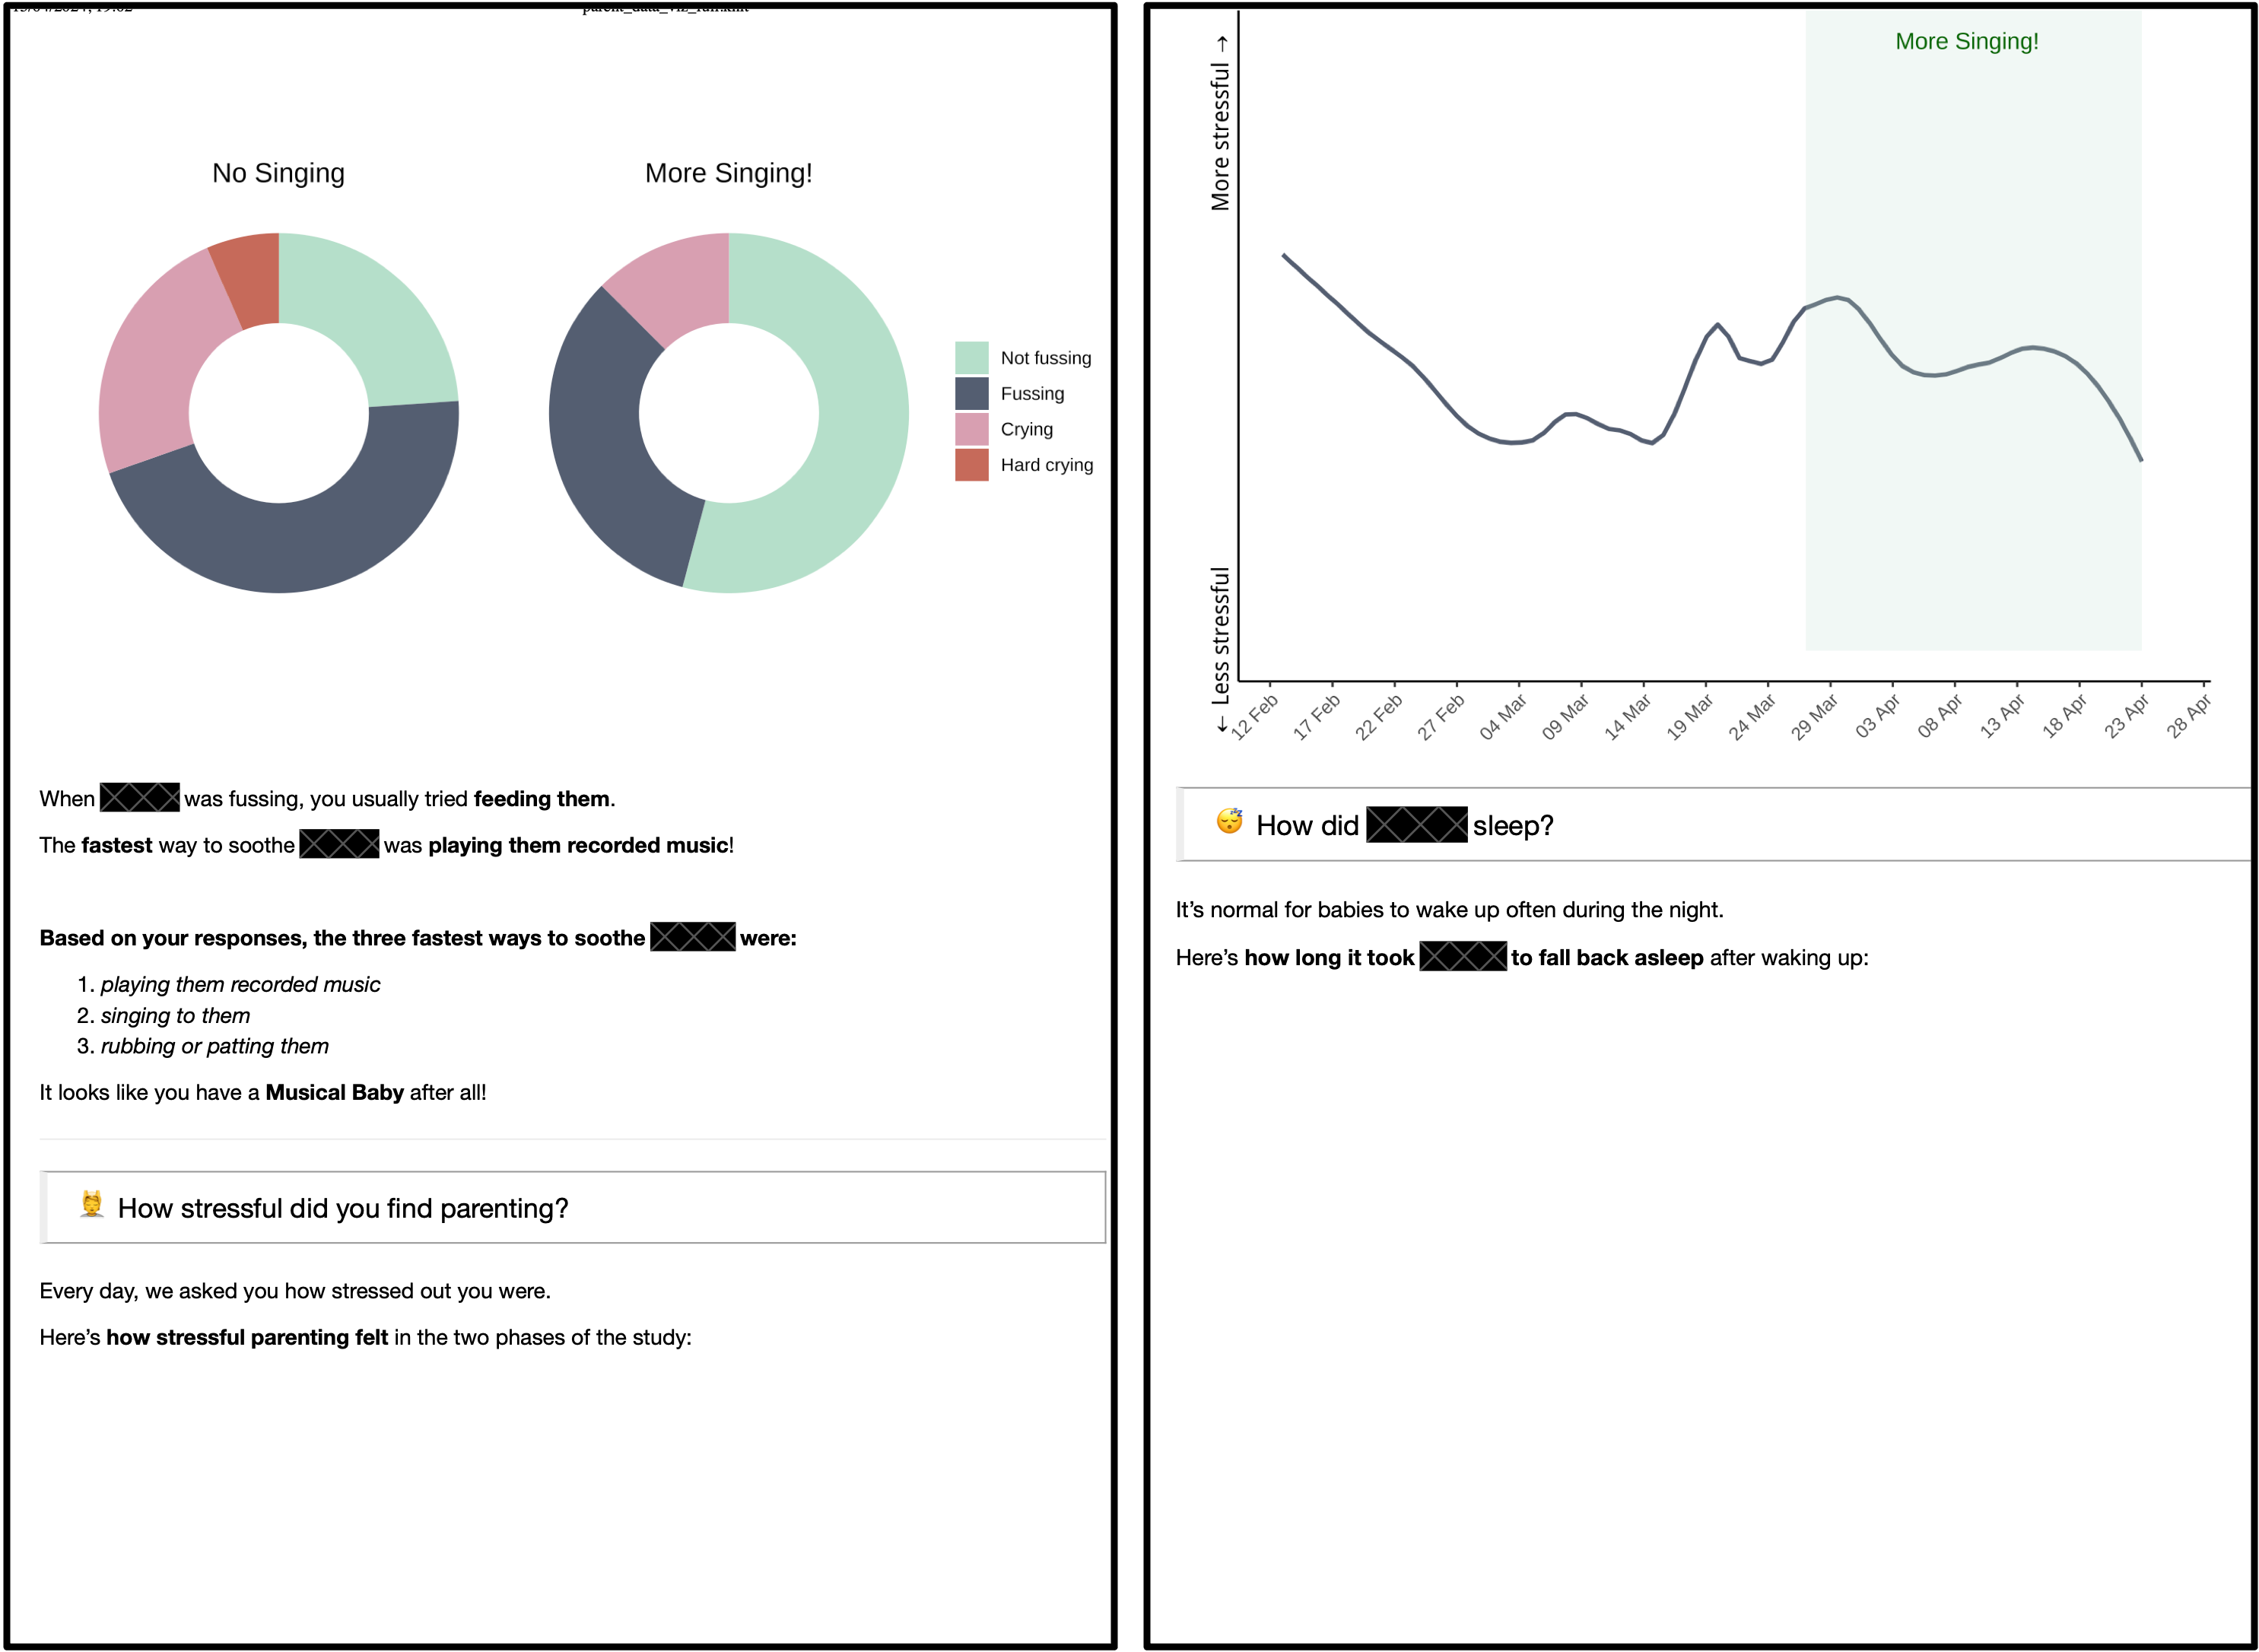 No Singing
More Singing!
Not fussing
Fussing
Crying
Hard crying
When was fussing, you usually tried feeding them.
The fastest way to soothe was playing them recorded music!
Based on your responses, the three fastest ways to soothe were:
1. playing them recorded music
2. singing to them
3. rubbing or patting them
It looks like you have a Musical Baby after all!
How stressful did you find parenting?
Every day, we asked you how stressed out you were.
Here’s how stressful parenting felt in the two phases of the study:
More Singing!
More stressful →
← Less stressful
12 Feb
17 Feb
22 Feb
27 Feb
04 Mar
09 Mar
14 Mar
19 Mar
24 Mar
29 Mar
03 Apr
08 Apr
13 Apr
18 Apr
23 Apr
28 Apr
How did sleep?
It’s normal for babies to wake up often during the night.
Here’s how long it took to fall back asleep after waking up: